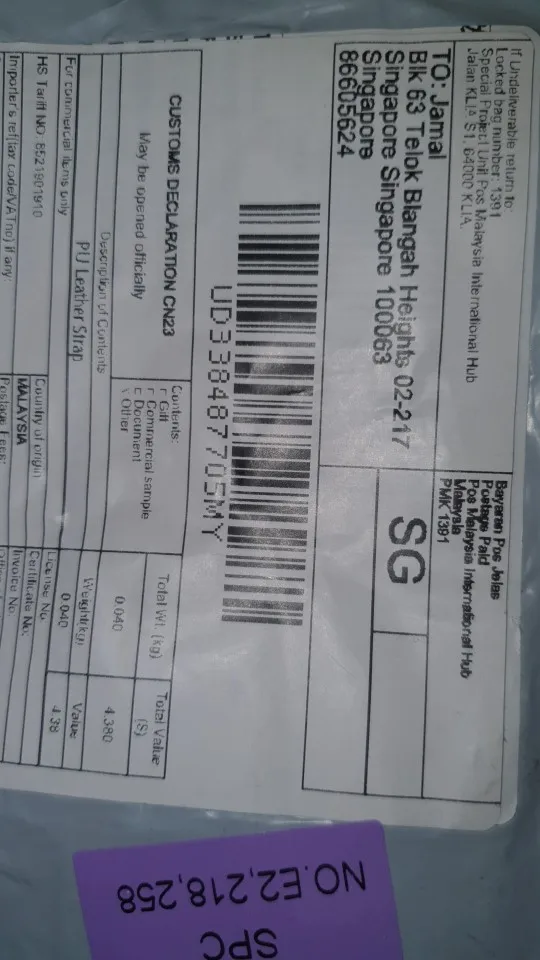 If Undeliverable return to:
Locked bag number: 1391
Special Project Unit Pos Malaysia International Hub
Jalan KLIA S1, 64000 KLIA.
Bayaran Pos Jelas
Postage Paid
Pos Malaysia International Hub
Malaysia
PMK 1391
TO: Jamal
Blk 63 Telok Blangah Heights 02-217
Singapore Singapore 100063
Singapore
86605624
SG
UD338487705MY
CUSTOMS DECLARATION CN23
May be opened officially
Contents:
Gift
Commercial sample
Document
Other
Total Wt. (kg)
0.040
Total Value
($)
4.380
Description of Contents
PU Leather Strap
Weight(kg)
0.040
Value
4.38
For commercial items only
HS Tariff NO: 8521901910
Country of origin
MALAYSIA
License No.
Certificate No.
Invoice No.
Importer's ref(tax code/VAT no) if any:
Postage Fees:
NO.E2,218,258
SPC